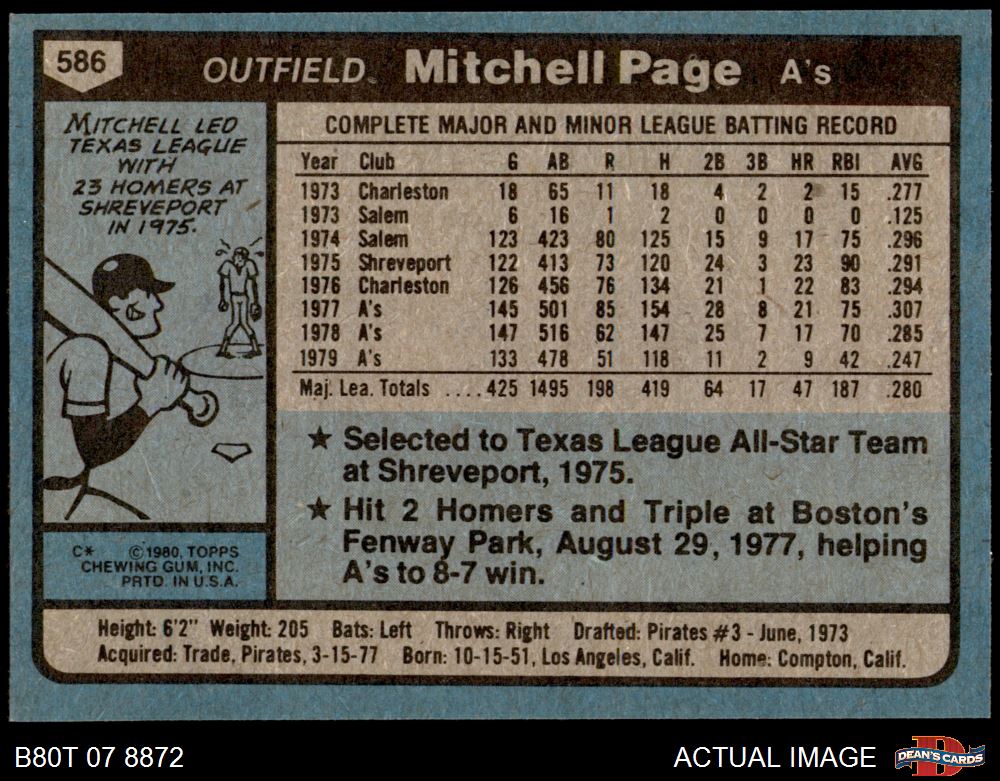 586 OUTFIELD Mitchell Page A's
MITCHELL LED
TEXAS LEAGUE
WITH
23 HOMERS AT
SHREVEPORT
IN 1975.
COMPLETE MAJOR AND MINOR LEAGUE BATTING RECORD
Year Club G AB R H 2B 3B HR RBI AVG
1973 Charleston 18 65 11 18 4 2 2 15 .277
1973 Salem 6 16 1 2 0 0 0 0 .125
1974 Salem 123 423 80 125 15 9 17 75 .296
1975 Shreveport 122 413 73 120 24 3 23 90 .291
1976 Charleston 126 456 76 134 21 1 22 83 .294
1977 A's 145 501 85 154 28 8 21 75 .307
1978 A's 147 516 62 147 25 7 17 70 .285
1979 A's 133 478 51 118 11 2 9 42 .247
Maj. Lea. Totals .... 425 1495 198 419 64 17 47 187 .280
★ Selected to Texas League All-Star Team
at Shreveport, 1975.
★ Hit 2 Homers and Triple at Boston's
Fenway Park, August 29, 1977, helping
A's to 8-7 win.
C* ©1980, TOPPS
CHEWING GUM, INC.
PRTD. IN U.S.A.
Height: 6'2" Weight: 205 Bats: Left Throws: Right Drafted: Pirates #3 - June, 1973
Acquired: Trade, Pirates, 3-15-77 Born: 10-15-51, Los Angeles, Calif. Home: Compton, Calif.
B80T 07 8872 ACTUAL IMAGE D DEAN'S CARDS